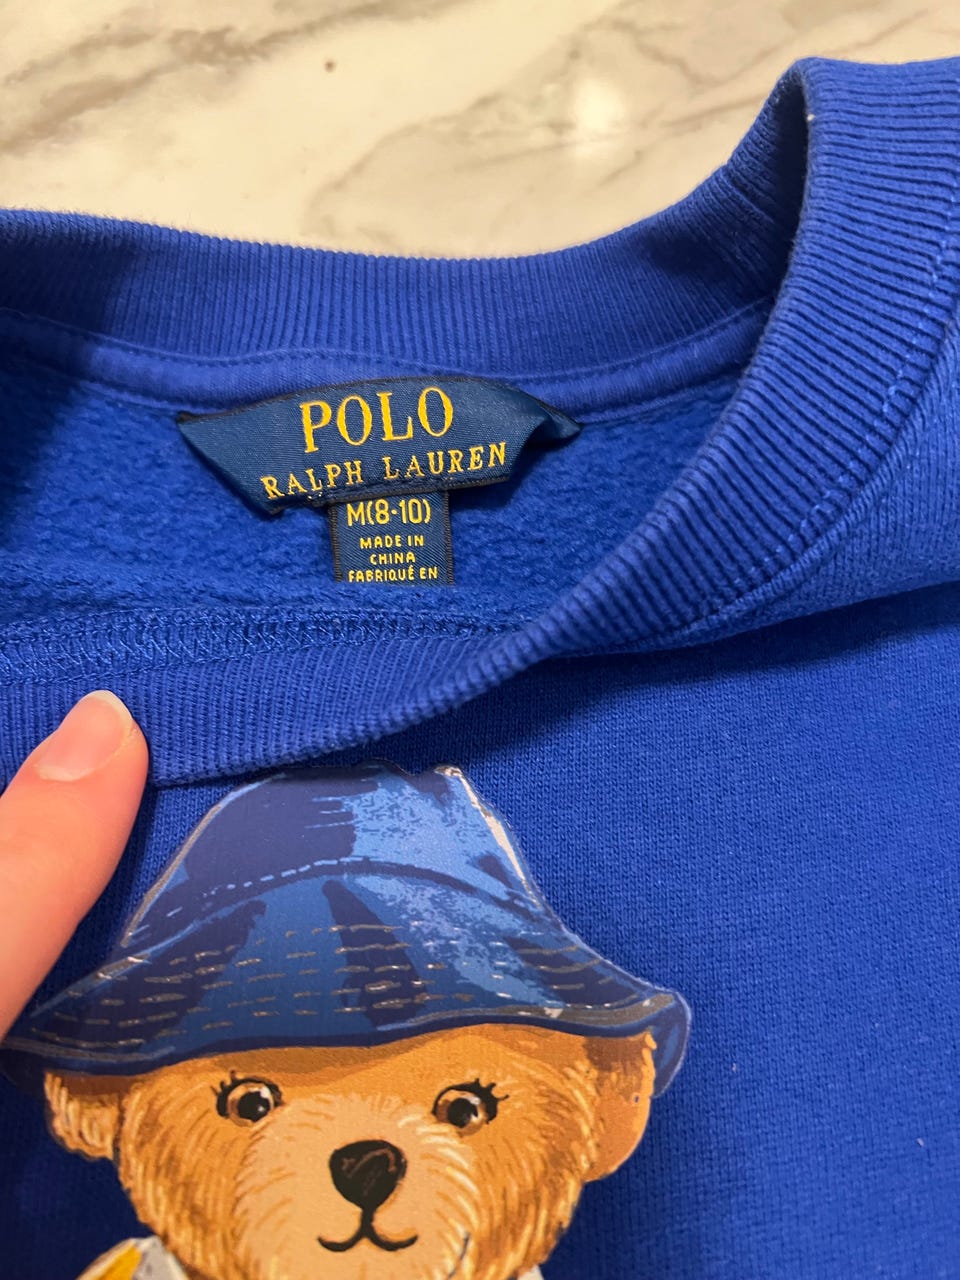 POLO
RALPH LAUREN
M(8-10)
MADE IN
CHINA
FABRIQUÉ EN